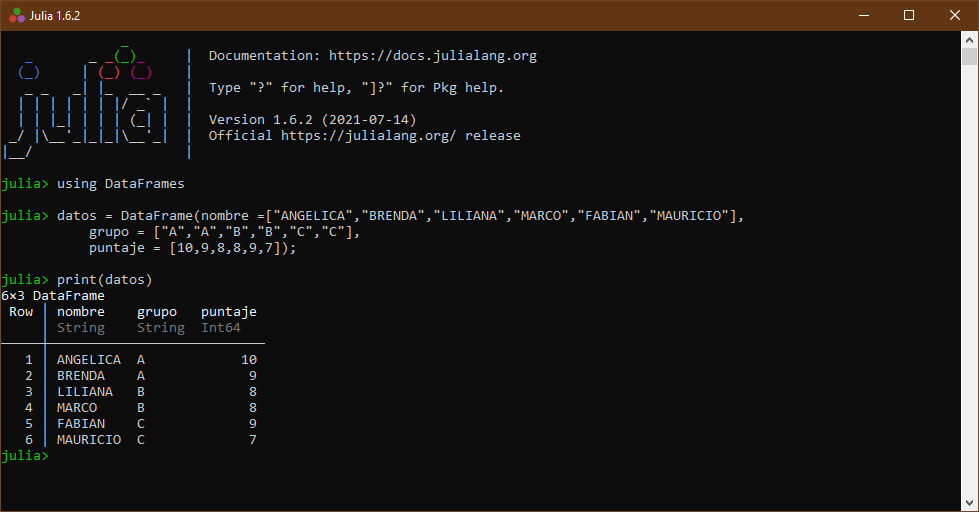 Julia 1.6.2
Documentation: https://docs.julialang.org
Type "?" for help, "]?" for Pkg help.
Version 1.6.2 (2021-07-14)
Official https://julialang.org/ release
julia> using DataFrames
julia> datos = DataFrame(nombre =["ANGELICA","BRENDA","LILIANA","MARCO","FABIAN","MAURICIO"],
grupo = ["A","A","B","B","C","C"],
puntaje = [10,9,8,8,9,7]);
julia> print(datos)
6×3 DataFrame
Row │ nombre grupo puntaje
│ String String Int64
1 │ ANGELICA A 10
2 │ BRENDA A 9
3 │ LILIANA B 8
4 │ MARCO B 8
5 │ FABIAN C 9
6 │ MAURICIO C 7
julia>